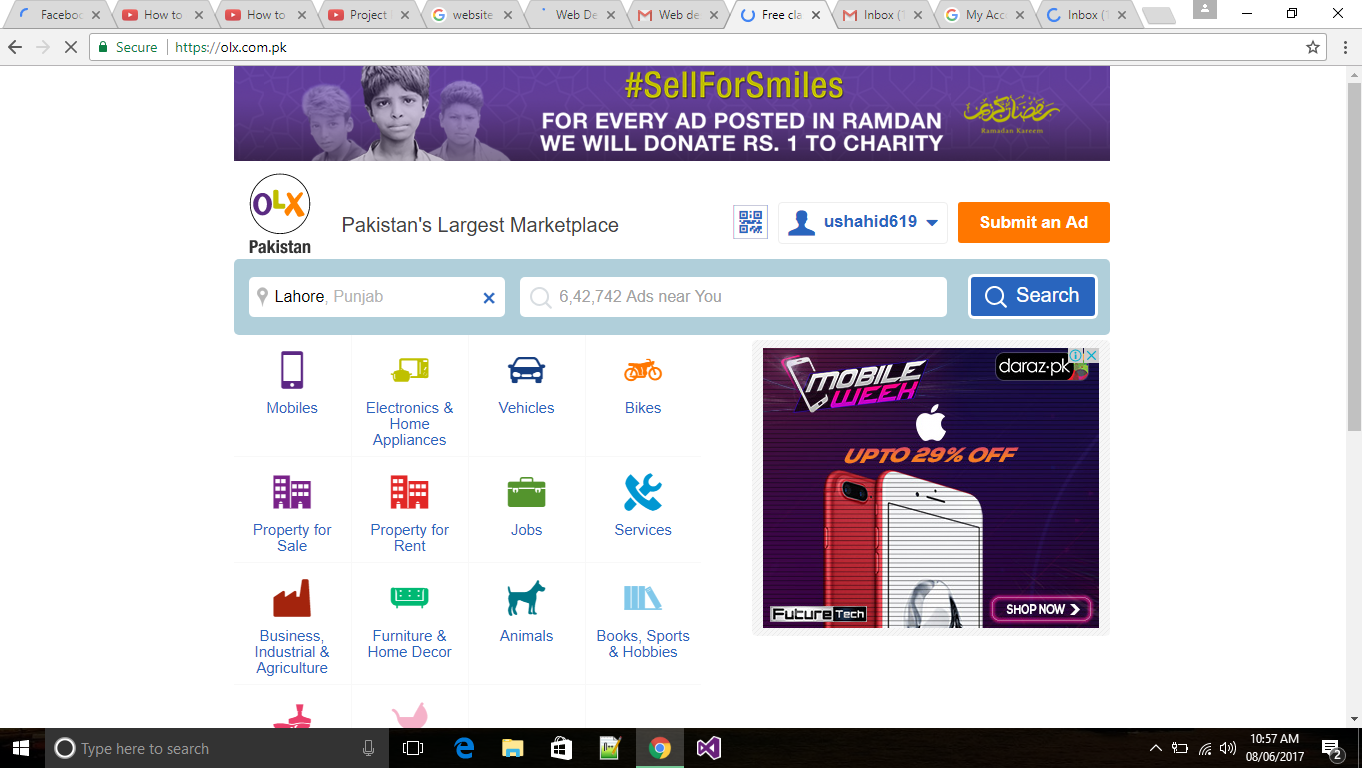 Faceboo
How to
How to
Project
website
Web De
Web de
Free cla
Inbox (1
My Acc
Inbox (1
Secure
https://olx.com.pk
#SellForSmiles
FOR EVERY AD POSTED IN RAMDAN
WE WILL DONATE RS. 1 TO CHARITY
رمضان كريم
Ramadan Kareem
OLX
Pakistan
Pakistan's Largest Marketplace
ushahid619
Submit an Ad
Lahore, Punjab
6,42,742 Ads near You
Search
Mobiles
Electronics &
Home
Appliances
Vehicles
Bikes
Property for
Sale
Property for
Rent
Jobs
Services
Business,
Industrial &
Agriculture
Furniture &
Home Decor
Animals
Books, Sports
& Hobbies
MOBILE
WEEK
daraz.pk
UPTO 29% OFF
FUTURE TECH
SHOP NOW
Type here to search
10:57 AM
08/06/2017
2